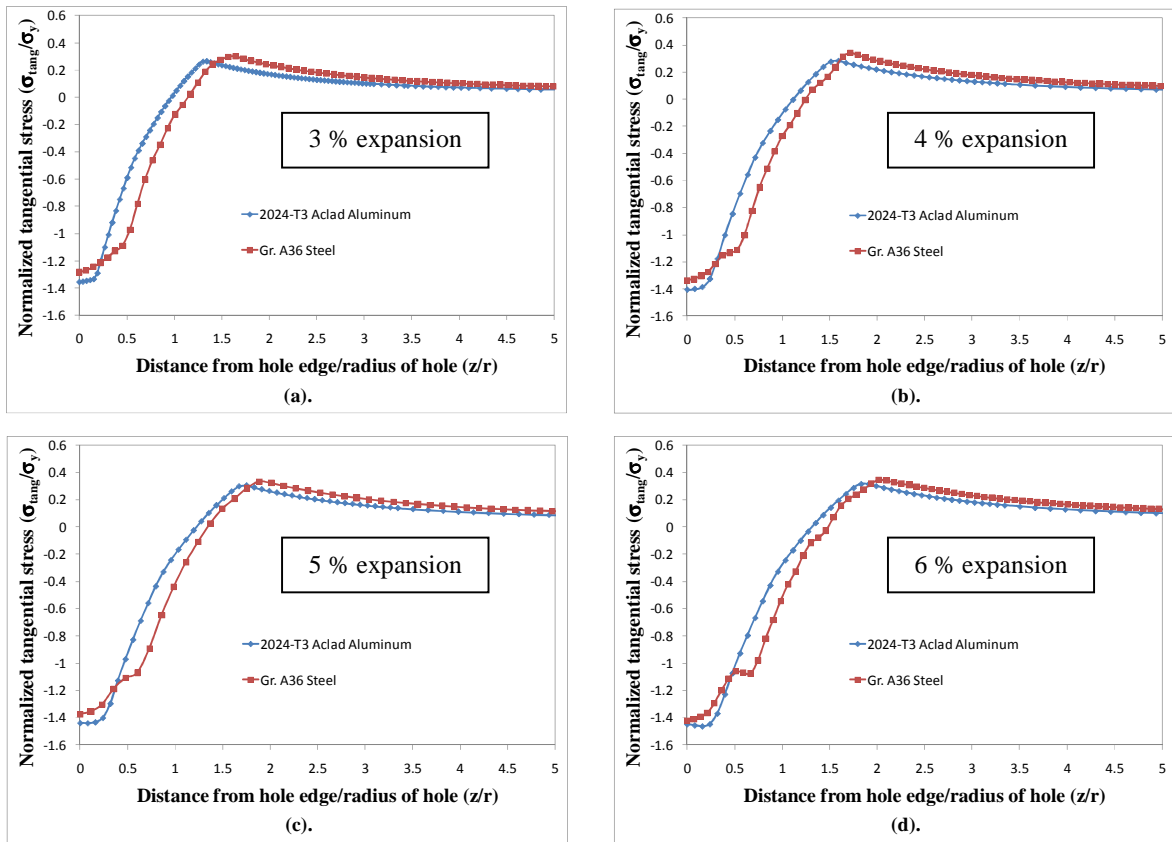 Normalized tangential stress (σtang/σy)
0.6
0.4
0.2
0
-0.2
-0.4
-0.6
-0.8
-1
-1.2
-1.4
-1.6
3 % expansion
2024-T3 Aclad Aluminum
Gr. A36 Steel
0 0.5 1 1.5 2 2.5 3 3.5 4 4.5 5
Distance from hole edge/radius of hole (z/r)
(a).
Normalized tangential stress (σtang/σy)
0.6
0.4
0.2
0
-0.2
-0.4
-0.6
-0.8
-1
-1.2
-1.4
-1.6
4 % expansion
2024-T3 Aclad Aluminum
Gr. A36 Steel
0 0.5 1 1.5 2 2.5 3 3.5 4 4.5 5
Distance from hole edge/radius of hole (z/r)
(b).
Normalized tangential stress (σtang/σy)
0.6
0.4
0.2
0
-0.2
-0.4
-0.6
-0.8
-1
-1.2
-1.4
-1.6
5 % expansion
2024-T3 Aclad Aluminum
Gr. A36 Steel
0 0.5 1 1.5 2 2.5 3 3.5 4 4.5 5
Distance from hole edge/radius of hole (z/r)
(c).
Normalized tangential stress (σtang/σy)
0.6
0.4
0.2
0
-0.2
-0.4
-0.6
-0.8
-1
-1.2
-1.4
-1.6
6 % expansion
2024-T3 Aclad Aluminum
Gr. A36 Steel
0 0.5 1 1.5 2 2.5 3 3.5 4 4.5 5
Distance from hole edge/radius of hole (z/r)
(d).